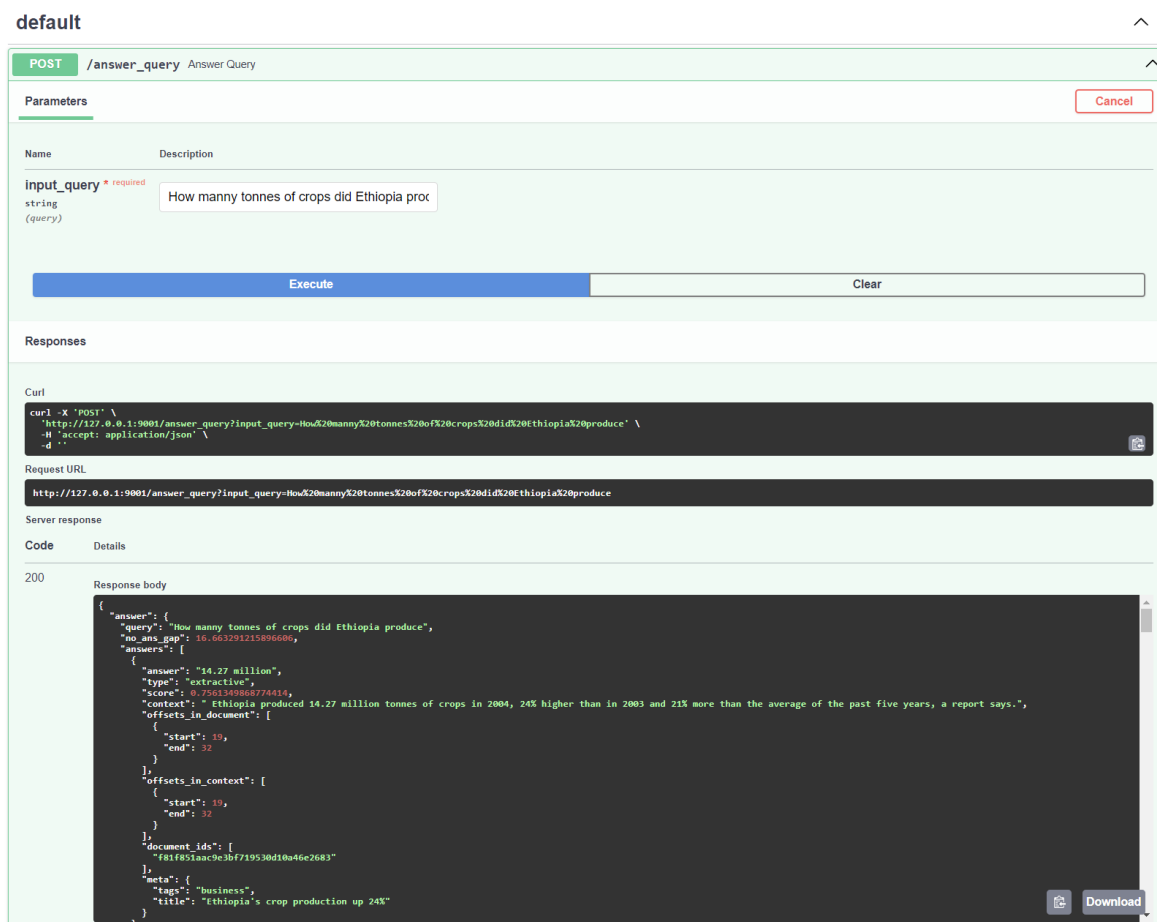 default
POST /answer_query Answer Query
Parameters
Cancel
Name Description
input_query * required
string
(query)
How manny tonnes of crops did Ethiopia proc
Execute
Clear
Responses
Curl
curl -X 'POST' \
  'http://127.0.0.1:9001/answer_query?input_query=How%20manny%20tonnes%20of%20crops%20did%20Ethiopia%20produce' \
  -H 'accept: application/json' \
  -d ''
Request URL
http://127.0.0.1:9001/answer_query?input_query=How%20manny%20tonnes%20of%20crops%20did%20Ethiopia%20produce
Server response
Code Details
200
Response body
{
  "answer": {
    "query": "How manny tonnes of crops did Ethiopia produce",
    "no_ans_gap": 16.663291215896606,
    "answers": [
      {
        "answer": "14.27 million",
        "type": "extractive",
        "score": 0.7561349868774414,
        "context": " Ethiopia produced 14.27 million tonnes of crops in 2004, 24% higher than in 2003 and 21% more than the average of the past five years, a report says.",
        "offsets_in_document": [
          {
            "start": 19,
            "end": 32
          }
        ],
        "offsets_in_context": [
          {
            "start": 19,
            "end": 32
          }
        ],
        "document_ids": [
          "f81f851aac9e3bf719530d10a46e2683"
        ],
        "meta": {
          "tags": "business",
          "title": "Ethiopia's crop production up 24%"
        }
Download